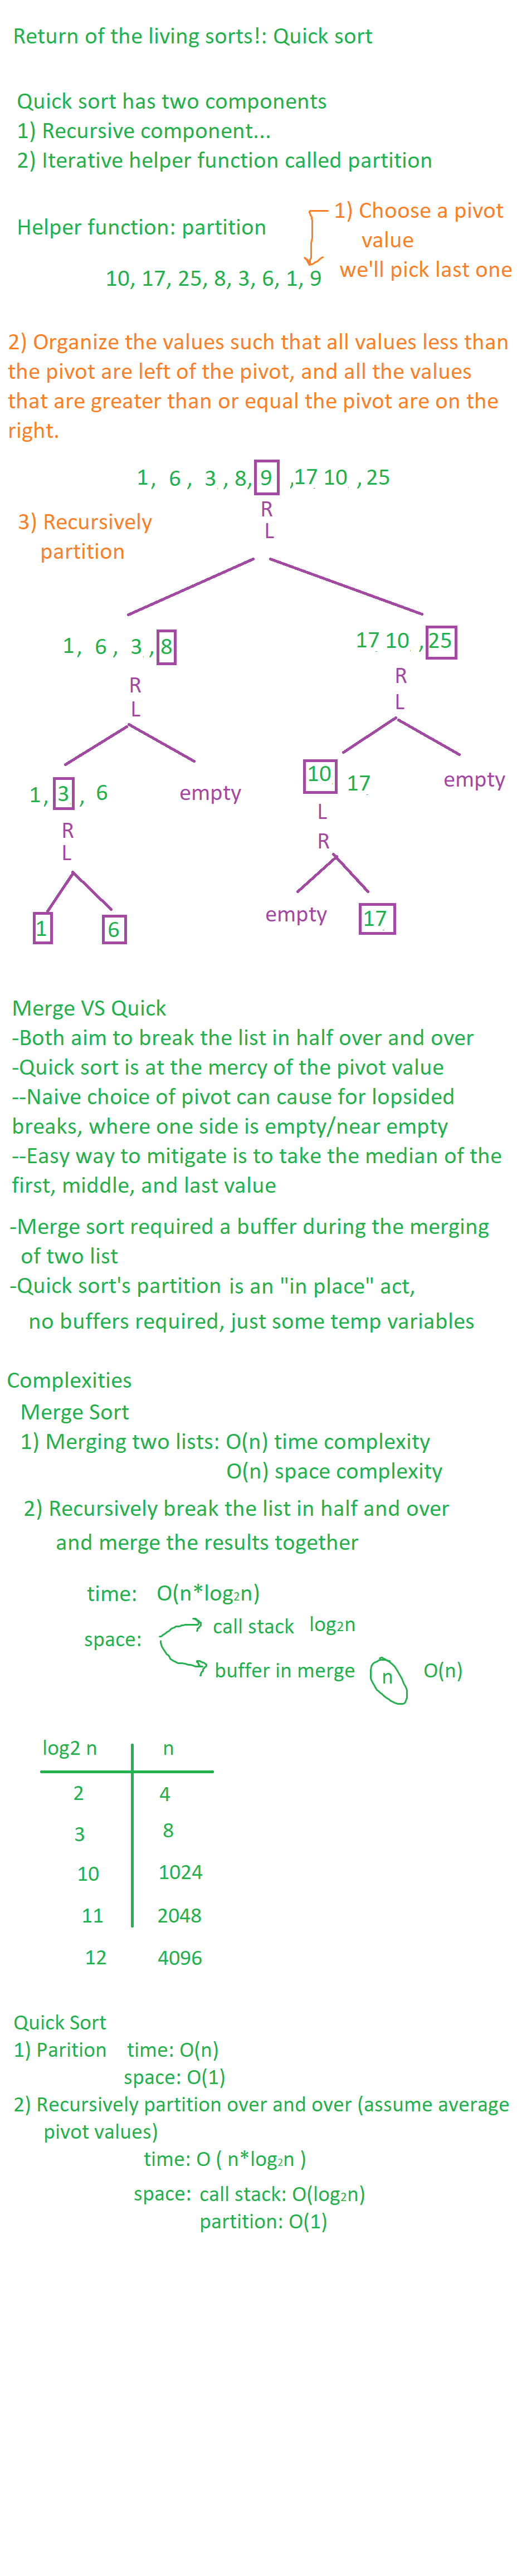 Return of the living sorts!: Quick sort
Quick sort has two components
1) Recursive component...
2) Iterative helper function called partition
Helper function: partition
1) Choose a pivot
value
we'll pick last one
10, 17, 25, 8, 3, 6, 1, 9
2) Organize the values such that all values less than
the pivot are left of the pivot, and all the values
that are greater than or equal the pivot are on the
right.
1, 6, 3, 8, 9, 17 10, 25
R
L
3) Recursively
partition
1, 6, 3, 8
R
L
17 10, 25
R
L
1, 3, 6
R
L
empty
10 17
L
R
empty
1
6
empty
17
Merge VS Quick
-Both aim to break the list in half over and over
-Quick sort is at the mercy of the pivot value
--Naive choice of pivot can cause for lopsided
breaks, where one side is empty/near empty
--Easy way to mitigate is to take the median of the
first, middle, and last value
-Merge sort required a buffer during the merging
of two list
-Quick sort's partition is an "in place" act,
no buffers required, just some temp variables
Complexities
Merge Sort
1) Merging two lists: O(n) time complexity
O(n) space complexity
2) Recursively break the list in half and over
and merge the results together
time: O(n*log2n)
space:
call stack log2n
buffer in merge n O(n)
log2 n n
2 4
3 8
10 1024
11 2048
12 4096
Quick Sort
1) Parition time: O(n)
space: O(1)
2) Recursively partition over and over (assume average
pivot values)
time: O ( n*log2n )
space: call stack: O(log2n)
partition: O(1)